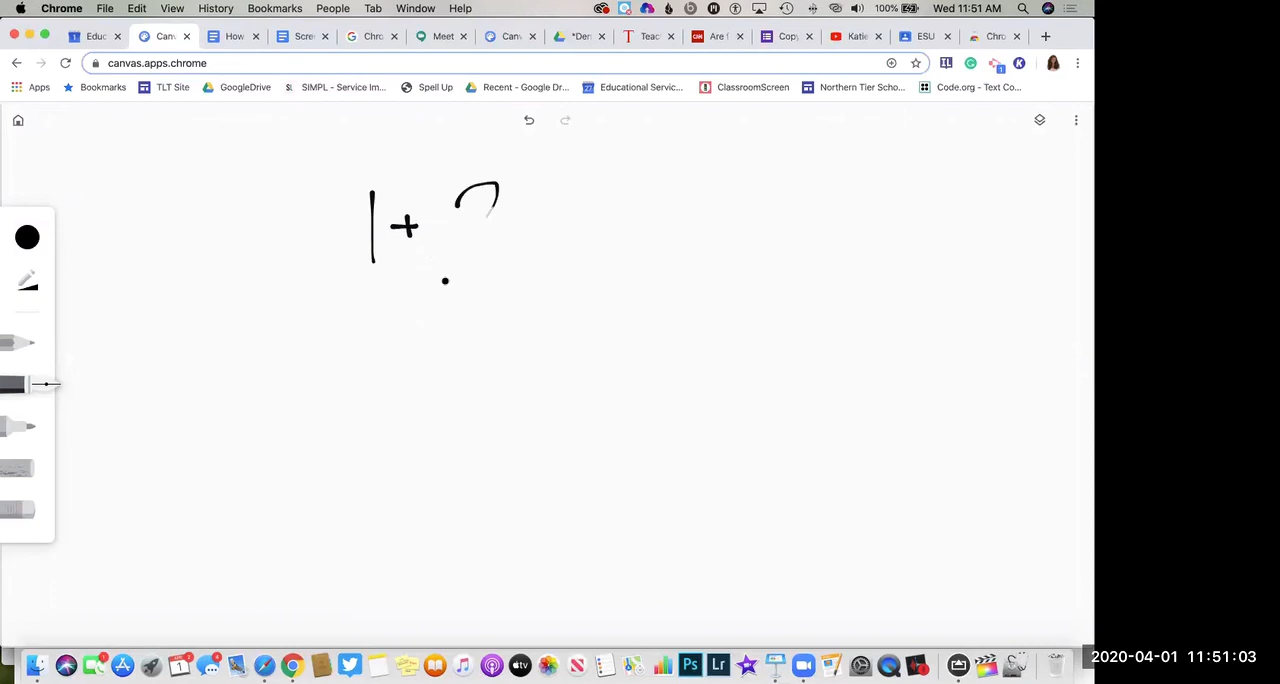 Chrome File Edit View History Bookmarks People Tab Window Help 100% Wed 11:51 AM
Educ Canv How Scre Chro Meet Canv *Den Teac Are Copy Katie ESU Chro
canvas.apps.chrome
Apps Bookmarks TLT Site GoogleDrive SIMPL - Service Im... Spell Up Recent - Google Dr... Educational Servic... ClassroomScreen Northern Tier Scho... Code.org - Text Co...
1 +
2020-04-01 11:51:03